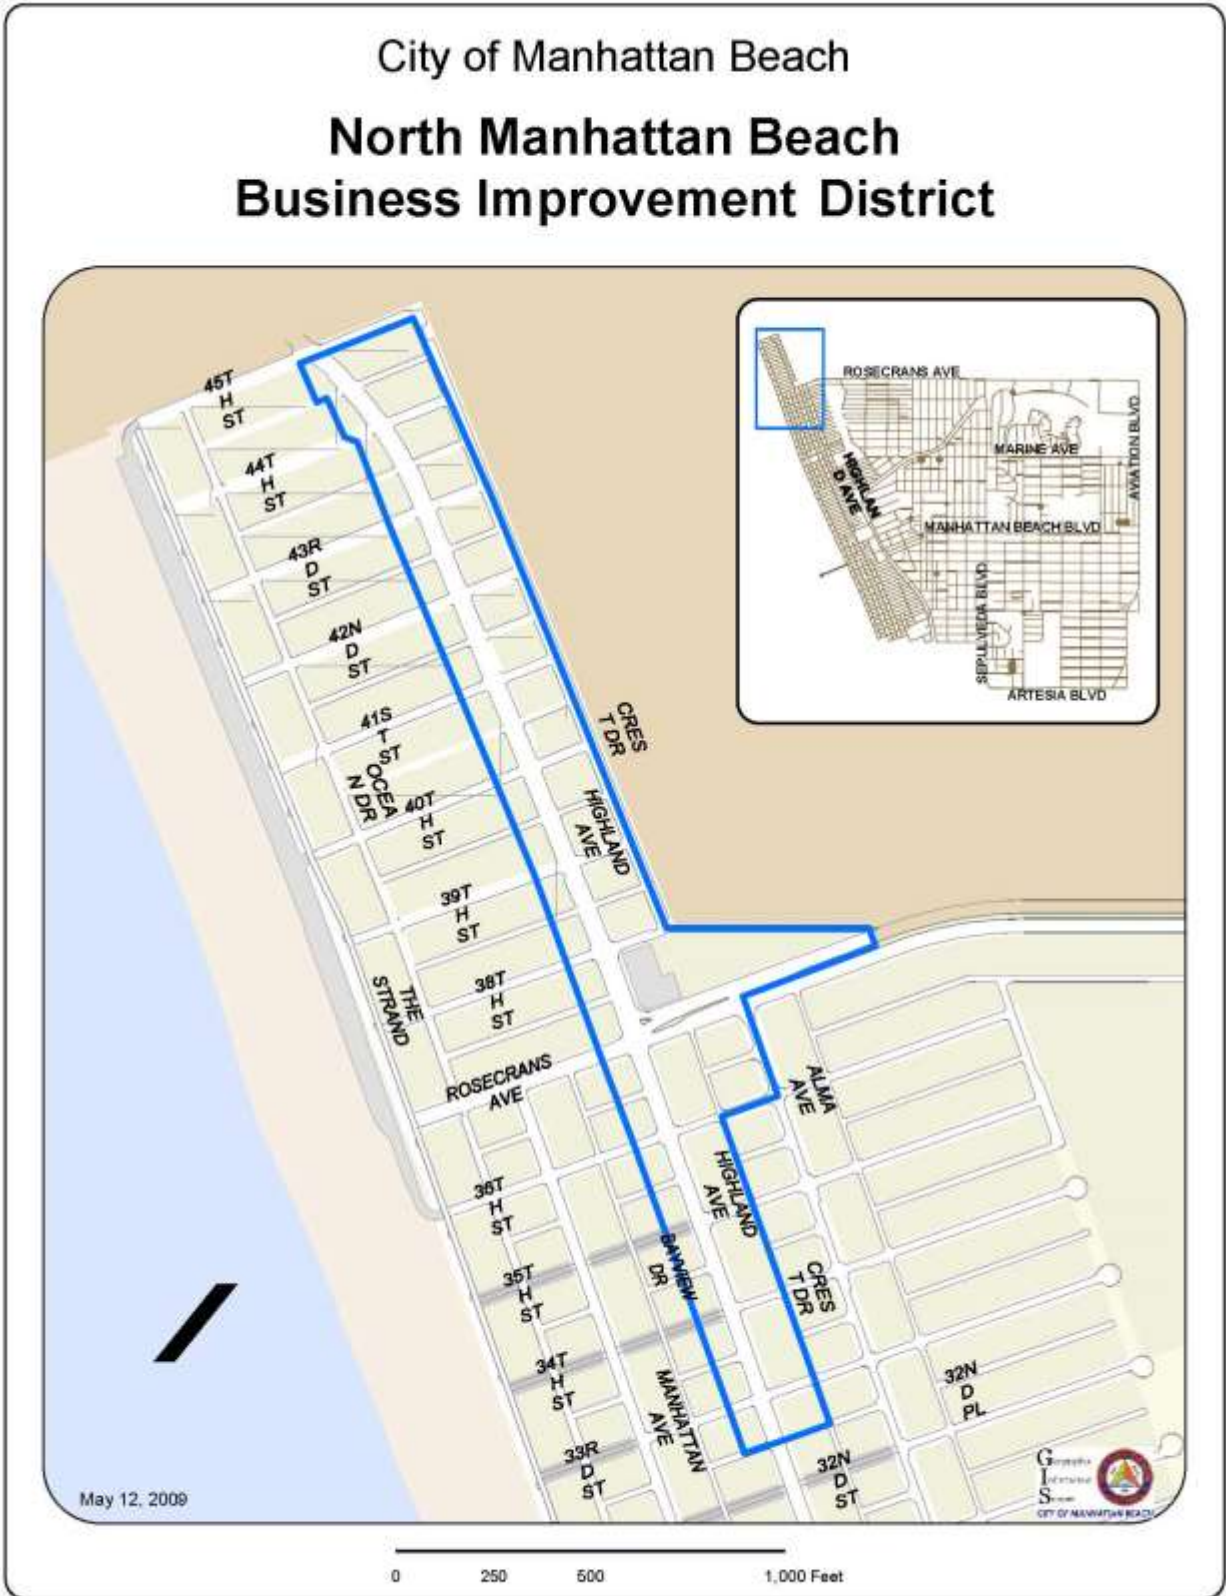 City of Manhattan Beach
North Manhattan Beach
Business Improvement District
ROSECRANS AVE
MARINE AVE
AVIATION BLVD
HIGHLAN
D AVE
MANHATTAN BEACH BLVD
SEPULVEDA BLVD
ARTESIA BLVD
45T
H
ST
44T
H
ST
43R
D
ST
42N
D
ST
41S
T
ST
OCEA
N DR
40T
H
ST
CRES
T DR
HIGHLAND
AVE
39T
H
ST
38T
H
ST
THE
STRAND
ROSECRANS
AVE
ALMA
AVE
36T
H
ST
HIGHLAND
AVE
35T
H
ST
BAYVIEW
DR
CRES
T DR
34T
H
ST
MANHATTAN
AVE
32N
D
PL
33R
D
ST
32N
D
ST
May 12, 2009
G
I
S
CITY OF MANHATTAN BEACH
0 250 500 1,000 Feet